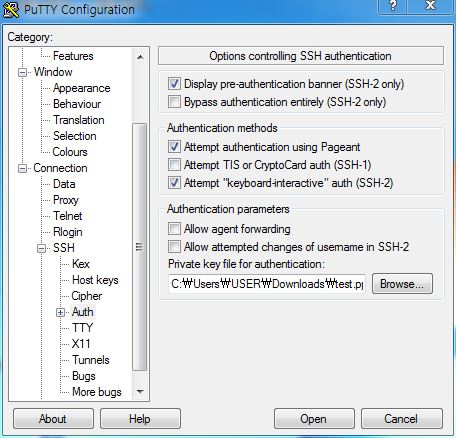 PuTTY Configuration
Category:
Features
Window
Appearance
Behaviour
Translation
Selection
Colours
Connection
Data
Proxy
Telnet
Rlogin
SSH
Kex
Host keys
Cipher
Auth
TTY
X11
Tunnels
Bugs
More bugs
Options controlling SSH authentication
Display pre-authentication banner (SSH-2 only)
Bypass authentication entirely (SSH-2 only)
Authentication methods
Attempt authentication using Pageant
Attempt TIS or CryptoCard auth (SSH-1)
Attempt "keyboard-interactive" auth (SSH-2)
Authentication parameters
Allow agent forwarding
Allow attempted changes of username in SSH-2
Private key file for authentication:
C:₩Users₩USER₩Downloads₩test.pp
Browse...
About
Help
Open
Cancel